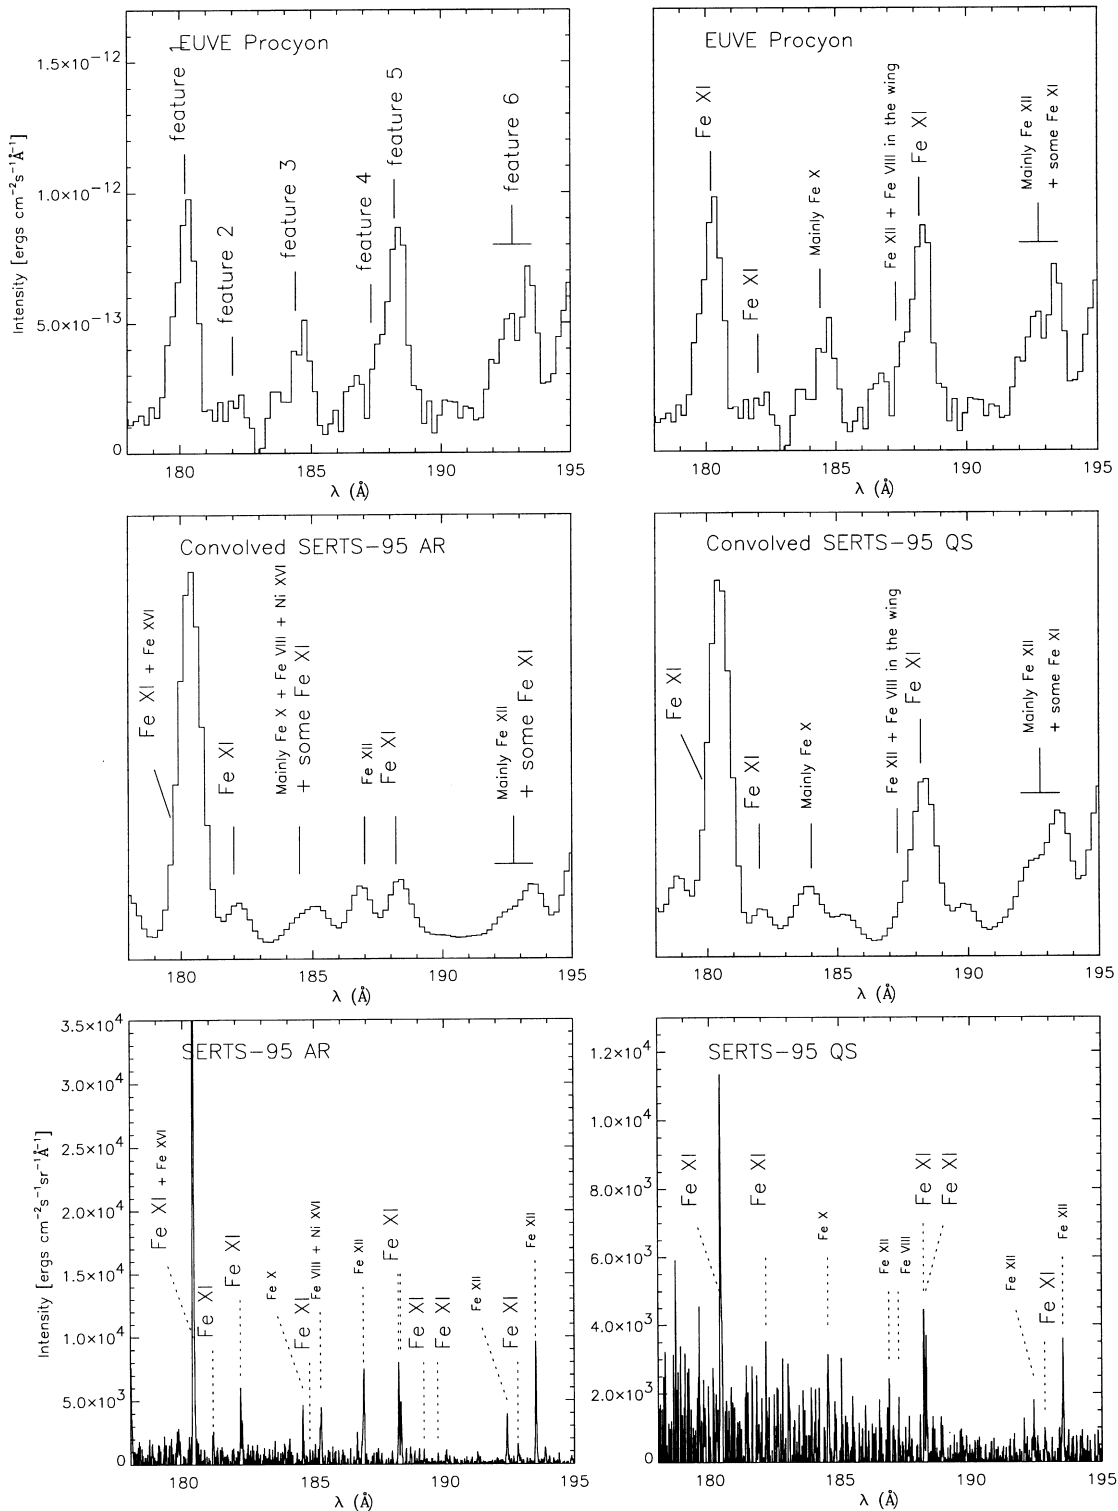 EUVE Procyon
feature 1
feature 2
feature 3
feature 4
feature 5
feature 6
1.5×10⁻¹²
1.0×10⁻¹²
5.0×10⁻¹³
0
Intensity [ergs cm⁻²s⁻¹Å⁻¹]
180
185
190
195
λ (Å)
EUVE Procyon
Fe XI
Fe XI
Mainly Fe X
Fe XII + Fe VIII in the wing
Fe XI
Mainly Fe XII
+ some Fe XI
180
185
190
195
λ (Å)
Convolved SERTS-95 AR
Fe XI + Fe XVI
Fe XI
Mainly Fe X + Fe VIII + Ni XVI
+ some Fe XI
Fe XII
Fe XI
Mainly Fe XII
+ some Fe XI
180
185
190
195
λ (Å)
Convolved SERTS-95 QS
Fe XI
Fe XI
Mainly Fe X
Fe XII + Fe VIII in the wing
Fe XI
Mainly Fe XII
+ some Fe XI
180
185
190
195
λ (Å)
SERTS-95 AR
3.5×10⁴
3.0×10⁴
2.5×10⁴
2.0×10⁴
1.5×10⁴
1.0×10⁴
5.0×10³
0
Intensity [ergs cm⁻²s⁻¹sr⁻¹Å⁻¹]
Fe XI + Fe XVI
Fe XI
Fe XI
Fe X
Fe XI
Fe VIII + Ni XVI
Fe XII
Fe XI
Fe XI
Fe XI
Fe XII
Fe XI
Fe XII
180
185
190
195
λ (Å)
SERTS-95 QS
1.2×10⁴
1.0×10⁴
8.0×10³
6.0×10³
4.0×10³
2.0×10³
0
Fe XI
Fe XI
Fe X
Fe XII
Fe VIII
Fe XI
Fe XI
Fe XII
Fe XI
Fe XII
180
185
190
195
λ (Å)